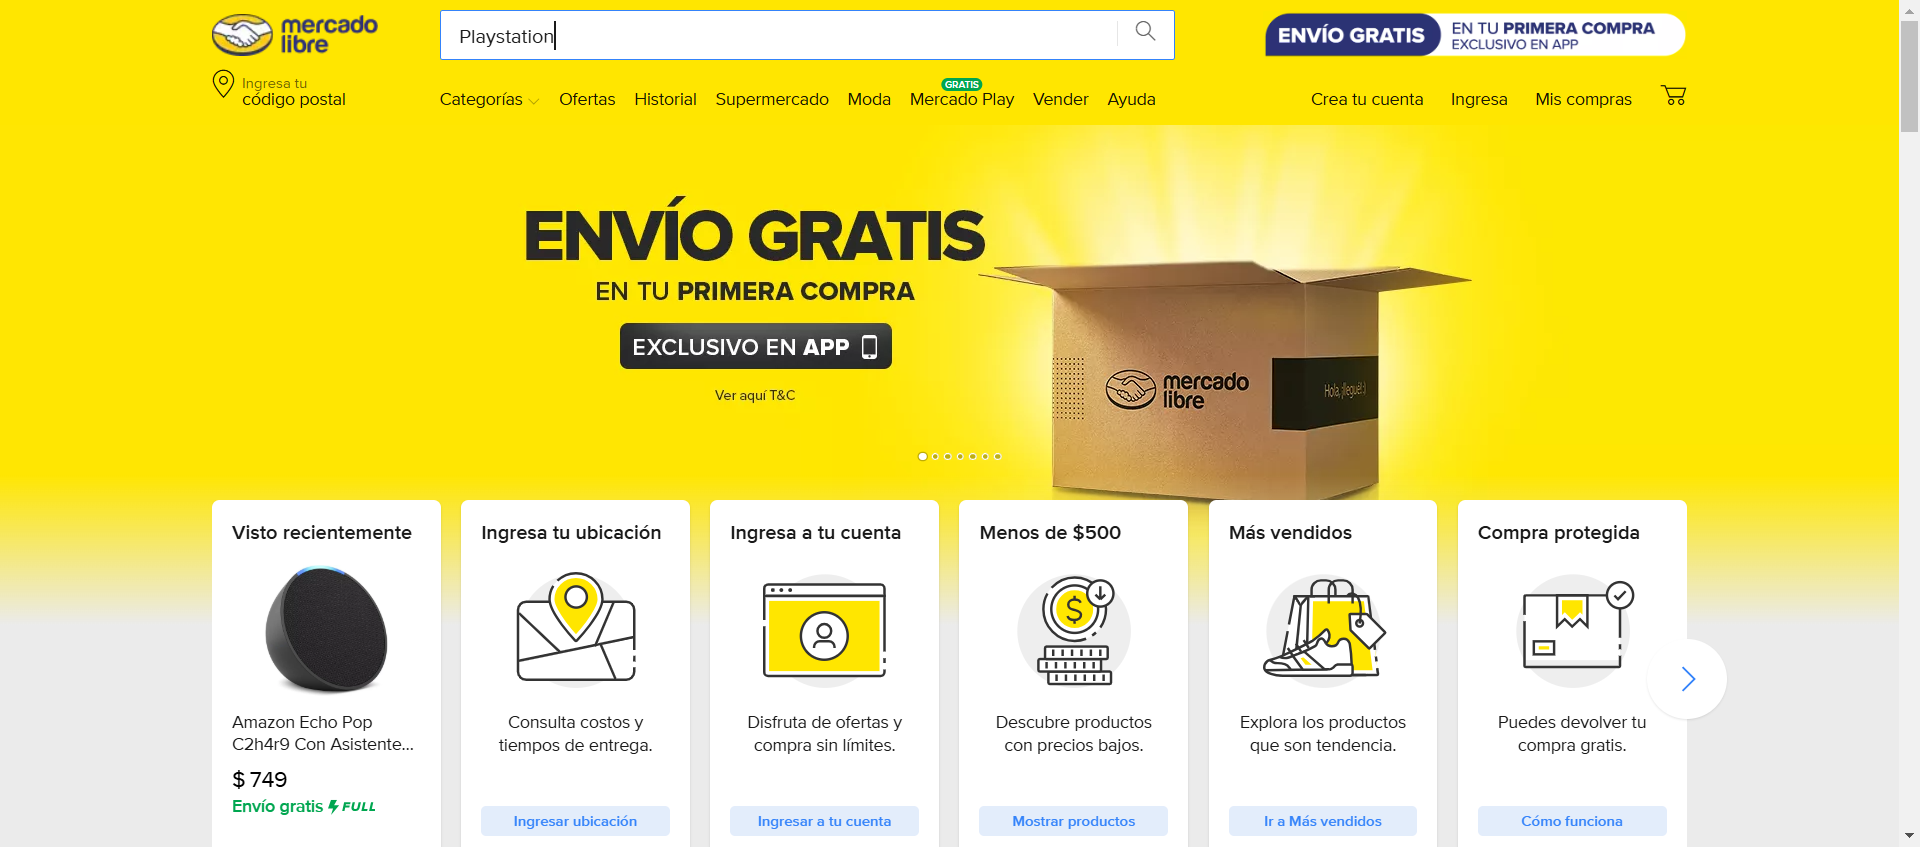 mercado
libre
Playstation
ENVÍO GRATIS
EN TU PRIMERA COMPRA
EXCLUSIVO EN APP
Ingresa tu
código postal
Categorías
Ofertas
Historial
Supermercado
Moda
GRATIS
Mercado Play
Vender
Ayuda
Crea tu cuenta
Ingresa
Mis compras
ENVÍO GRATIS
EN TU PRIMERA COMPRA
EXCLUSIVO EN APP
Ver aquí T&C
mercado
libre
Hola, ¡llegué! :)
Visto recientemente
Amazon Echo Pop
C2h4r9 Con Asistente...
$ 749
Envío gratis FULL
Ingresa tu ubicación
Consulta costos y
tiempos de entrega.
Ingresar ubicación
Ingresa a tu cuenta
Disfruta de ofertas y
compra sin límites.
Ingresar a tu cuenta
Menos de $500
$
Descubre productos
con precios bajos.
Mostrar productos
Más vendidos
Explora los productos
que son tendencia.
Ir a Más vendidos
Compra protegida
Puedes devolver tu
compra gratis.
Cómo funciona